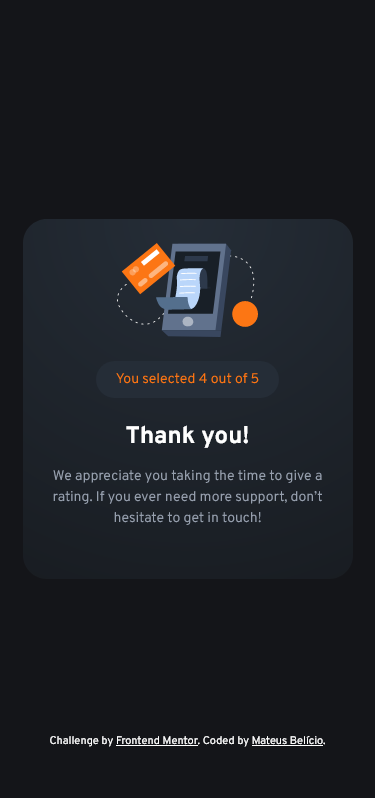 You selected 4 out of 5
Thank you!
We appreciate you taking the time to give a
rating. If you ever need more support, don't
hesitate to get in touch!
Challenge by Frontend Mentor. Coded by Mateus Belício.